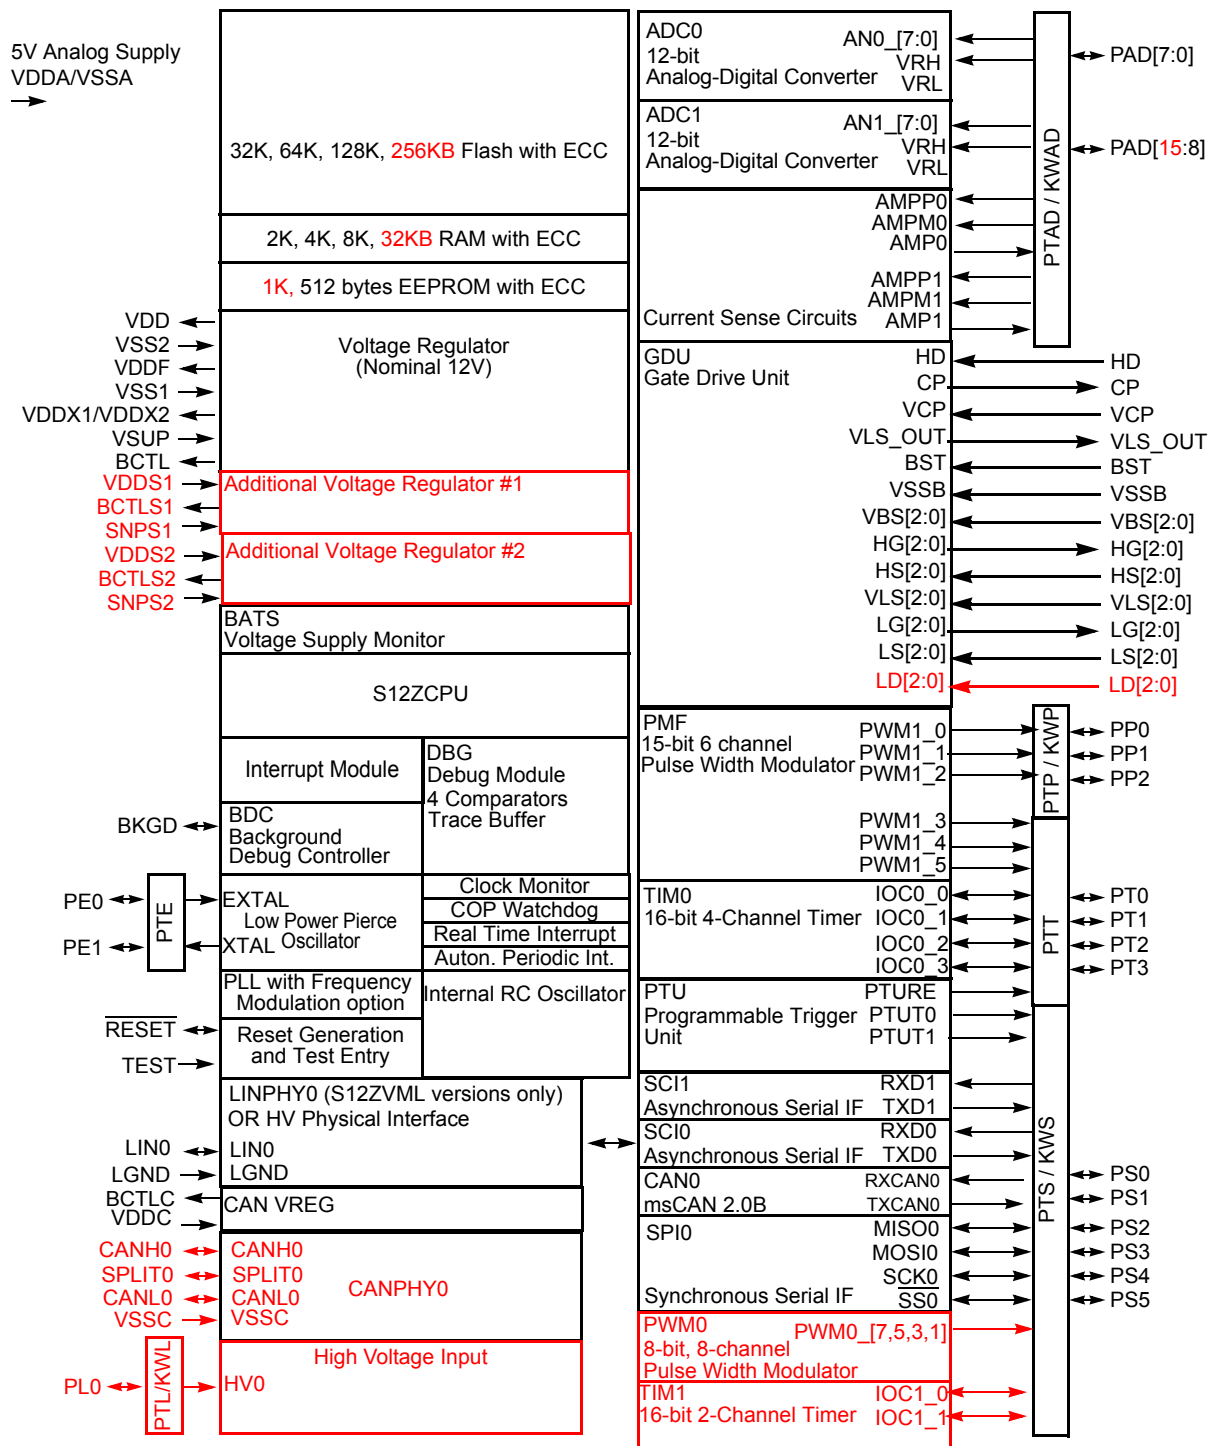 5V Analog Supply
VDDA/VSSA
32K, 64K, 128K, 256KB Flash with ECC
2K, 4K, 8K, 32KB RAM with ECC
1K, 512 bytes EEPROM with ECC
VDD
VSS2
VDDF
VSS1
VDDX1/VDDX2
VSUP
BCTL
Voltage Regulator
(Nominal 12V)
VDDS1
BCTLS1
SNPS1
Additional Voltage Regulator #1
VDDS2
BCTLS2
SNPS2
Additional Voltage Regulator #2
BATS
Voltage Supply Monitor
S12ZCPU
Interrupt Module
DBG
Debug Module
4 Comparators
Trace Buffer
BKGD
BDC
Background
Debug Controller
PE0
PE1
PTE
EXTAL
Low Power Pierce
Oscillator
XTAL
Clock Monitor
COP Watchdog
Real Time Interrupt
Auton. Periodic Int.
PLL with Frequency
Modulation option
Internal RC Oscillator
RESET
TEST
Reset Generation
and Test Entry
LINPHY0 (S12ZVML versions only)
OR HV Physical Interface
LIN0
LGND
LIN0
LGND
BCTLC
VDDC
CAN VREG
CANH0
SPLIT0
CANL0
VSSC
CANH0
SPLIT0
CANL0
VSSC
CANPHY0
High Voltage Input
PL0
PTL/KWL
HV0
ADC0
12-bit
Analog-Digital Converter
AN0_[7:0]
VRH
VRL
ADC1
12-bit
Analog-Digital Converter
AN1_[7:0]
VRH
VRL
AMPP0
AMPM0
AMP0
AMPP1
AMPM1
AMP1
Current Sense Circuits
PTAD / KWAD
PAD[7:0]
PAD[15:8]
GDU
Gate Drive Unit
HD
CP
VCP
VLS_OUT
BST
VSSB
VBS[2:0]
HG[2:0]
HS[2:0]
VLS[2:0]
LG[2:0]
LS[2:0]
LD[2:0]
HD
CP
VCP
VLS_OUT
BST
VSSB
VBS[2:0]
HG[2:0]
HS[2:0]
VLS[2:0]
LG[2:0]
LS[2:0]
LD[2:0]
PMF
15-bit 6 channel
Pulse Width Modulator
PWM1_0
PWM1_1
PWM1_2
PWM1_3
PWM1_4
PWM1_5
PTP / KWP
PP0
PP1
PP2
TIM0
16-bit 4-Channel Timer
IOC0_0
IOC0_1
IOC0_2
IOC0_3
PTT
PT0
PT1
PT2
PT3
PTU
Programmable Trigger
Unit
PTURE
PTUT0
PTUT1
SCI1
Asynchronous Serial IF
RXD1
TXD1
SCI0
Asynchronous Serial IF
RXD0
TXD0
CAN0
msCAN 2.0B
RXCAN0
TXCAN0
SPI0
Synchronous Serial IF
MISO0
MOSI0
SCK0
SS0
PTS / KWS
PS0
PS1
PS2
PS3
PS4
PS5
PWM0
8-bit, 8-channel
Pulse Width Modulator
PWM0_[7,5,3,1]
TIM1
16-bit 2-Channel Timer
IOC1_0
IOC1_1